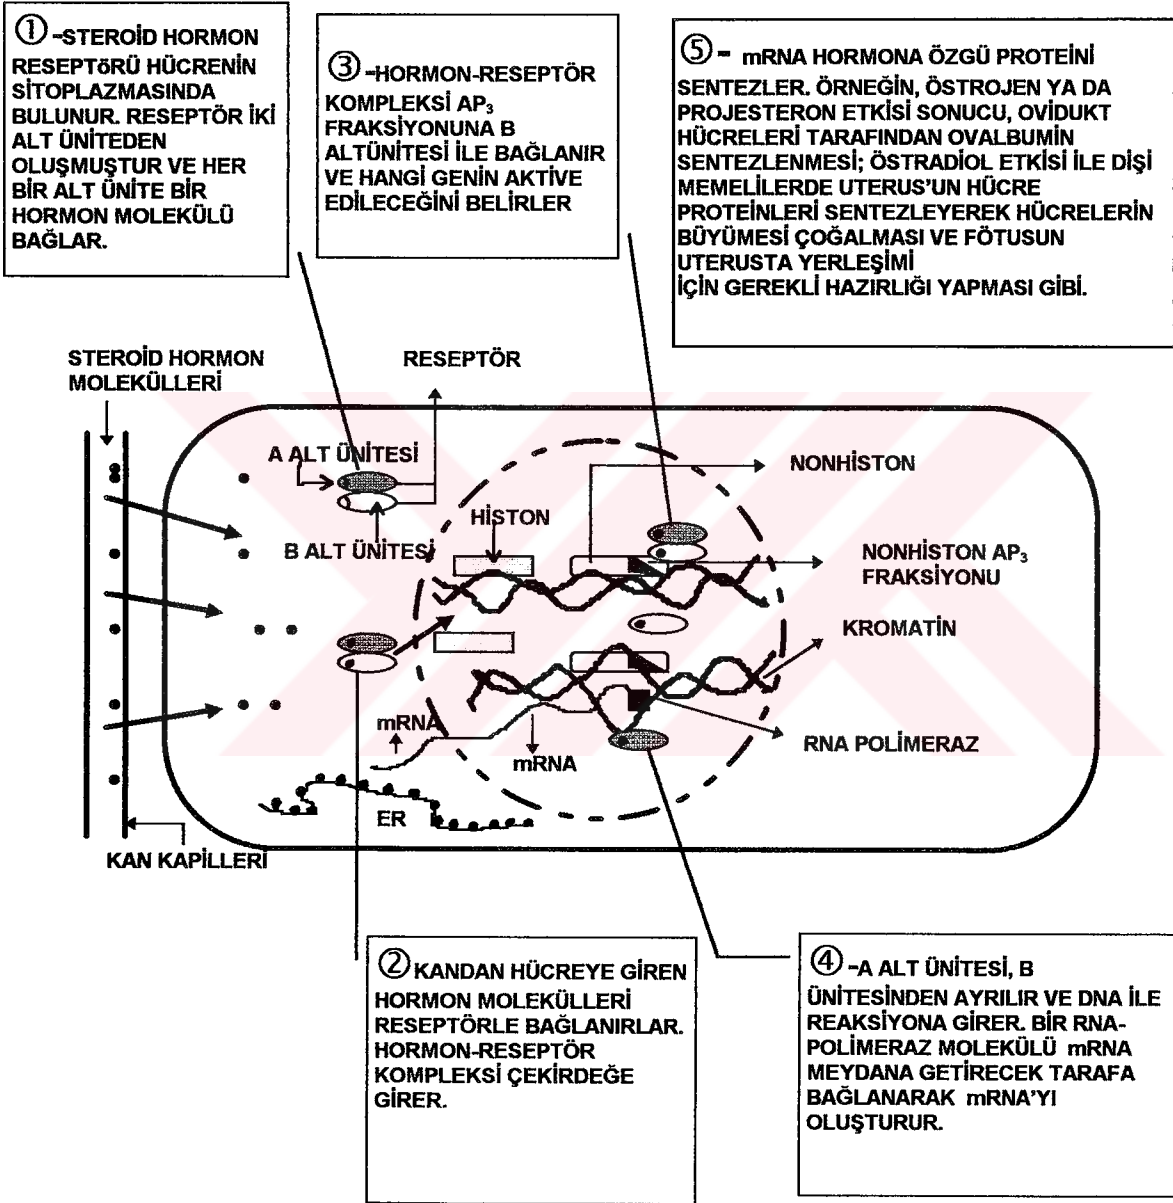 ①-STEROİD HORMON
RESEPTöRÜ HÜCRENİN
SİTOPLAZMASINDA
BULUNUR. RESEPTÖR İKİ
ALT ÜNİTEDEN
OLUŞMUŞTUR VE HER
BİR ALT ÜNİTE BİR
HORMON MOLEKÜLÜ
BAĞLAR.
③-HORMON-RESEPTÖR
KOMPLEKSİ AP₃
FRAKSİYONUNA B
ALTÜNİTESİ İLE BAĞLANIR
VE HANGİ GENİN AKTİVE
EDİLECEĞİNİ BELİRLER
⑤- mRNA HORMONA ÖZGÜ PROTEİNİ
SENTEZLER. ÖRNEĞİN, ÖSTROJEN YA DA
PROJESTERON ETKİSİ SONUCU, OVİDUKT
HÜCRELERİ TARAFINDAN OVALBUMİN
SENTEZLENMESİ; ÖSTRADİOL ETKİSİ İLE DİŞİ
MEMELİLERDE UTERUS'UN HÜCRE
PROTEİNLERİ SENTEZLEYEREK HÜCRELERİN
BÜYÜMESİ ÇOĞALMASI VE FÖTUSUN
UTERUSTA YERLEŞİMİ
İÇİN GEREKLİ HAZIRLIĞI YAPMASI GİBİ.
STEROİD HORMON
MOLEKÜLLERİ
RESEPTÖR
A ALT ÜNİTESİ
B ALT ÜNİTESİ
HİSTON
NONHİSTON
NONHİSTON AP₃
FRAKSİYONU
KROMATİN
RNA POLİMERAZ
mRNA
mRNA
ER
KAN KAPİLLERİ
②KANDAN HÜCREYE GİREN
HORMON MOLEKÜLLERİ
RESEPTÖRLE BAĞLANIRLAR.
HORMON-RESEPTÖR
KOMPLEKSİ ÇEKİRDEĞE
GİRER.
④-A ALT ÜNİTESİ, B
ÜNİTESİNDEN AYRILIR VE DNA İLE
REAKSİYONA GİRER. BİR RNA-
POLİMERAZ MOLEKÜLÜ mRNA
MEYDANA GETİRECEK TARAFA
BAĞLANARAK mRNA'YI
OLUŞTURUR.